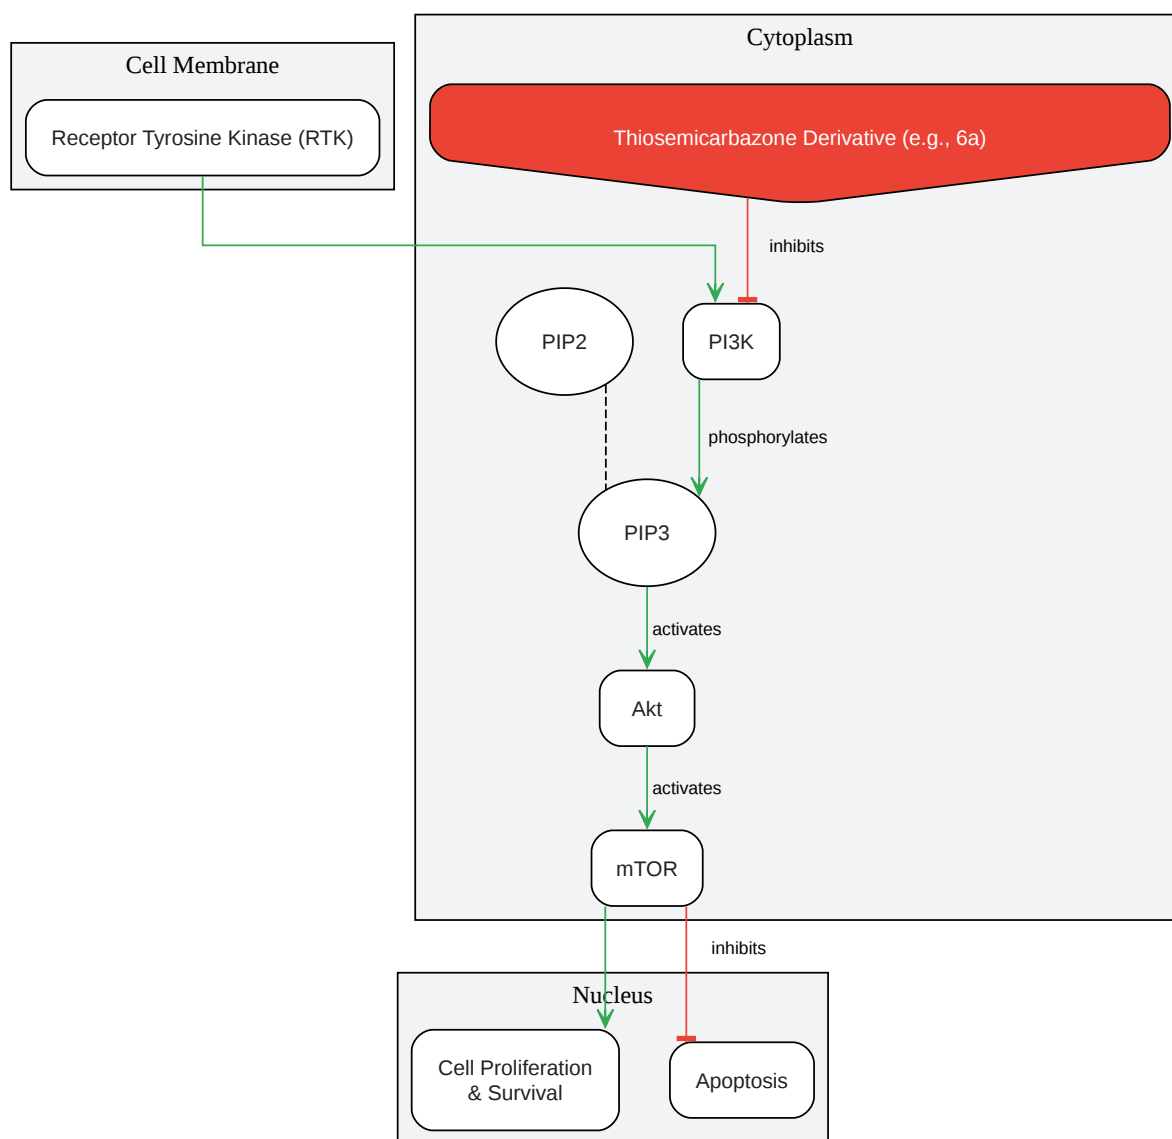 Cytoplasm
Cell Membrane
Receptor Tyrosine Kinase (RTK)
Thiosemicarbazone Derivative (e.g., 6a)
inhibits
PIP2
PI3K
phosphorylates
PIP3
activates
Akt
activates
mTOR
inhibits
Nucleus
Cell Proliferation
& Survival
Apoptosis